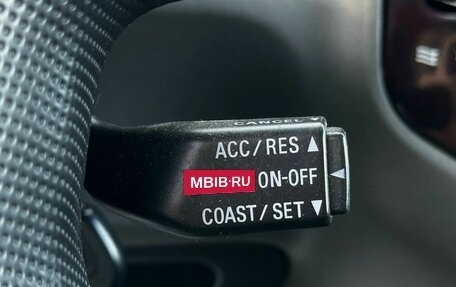 CANCEL
ACC/RES ▲
MBIB·RU ON-OFF ◀
COAST/SET ▼